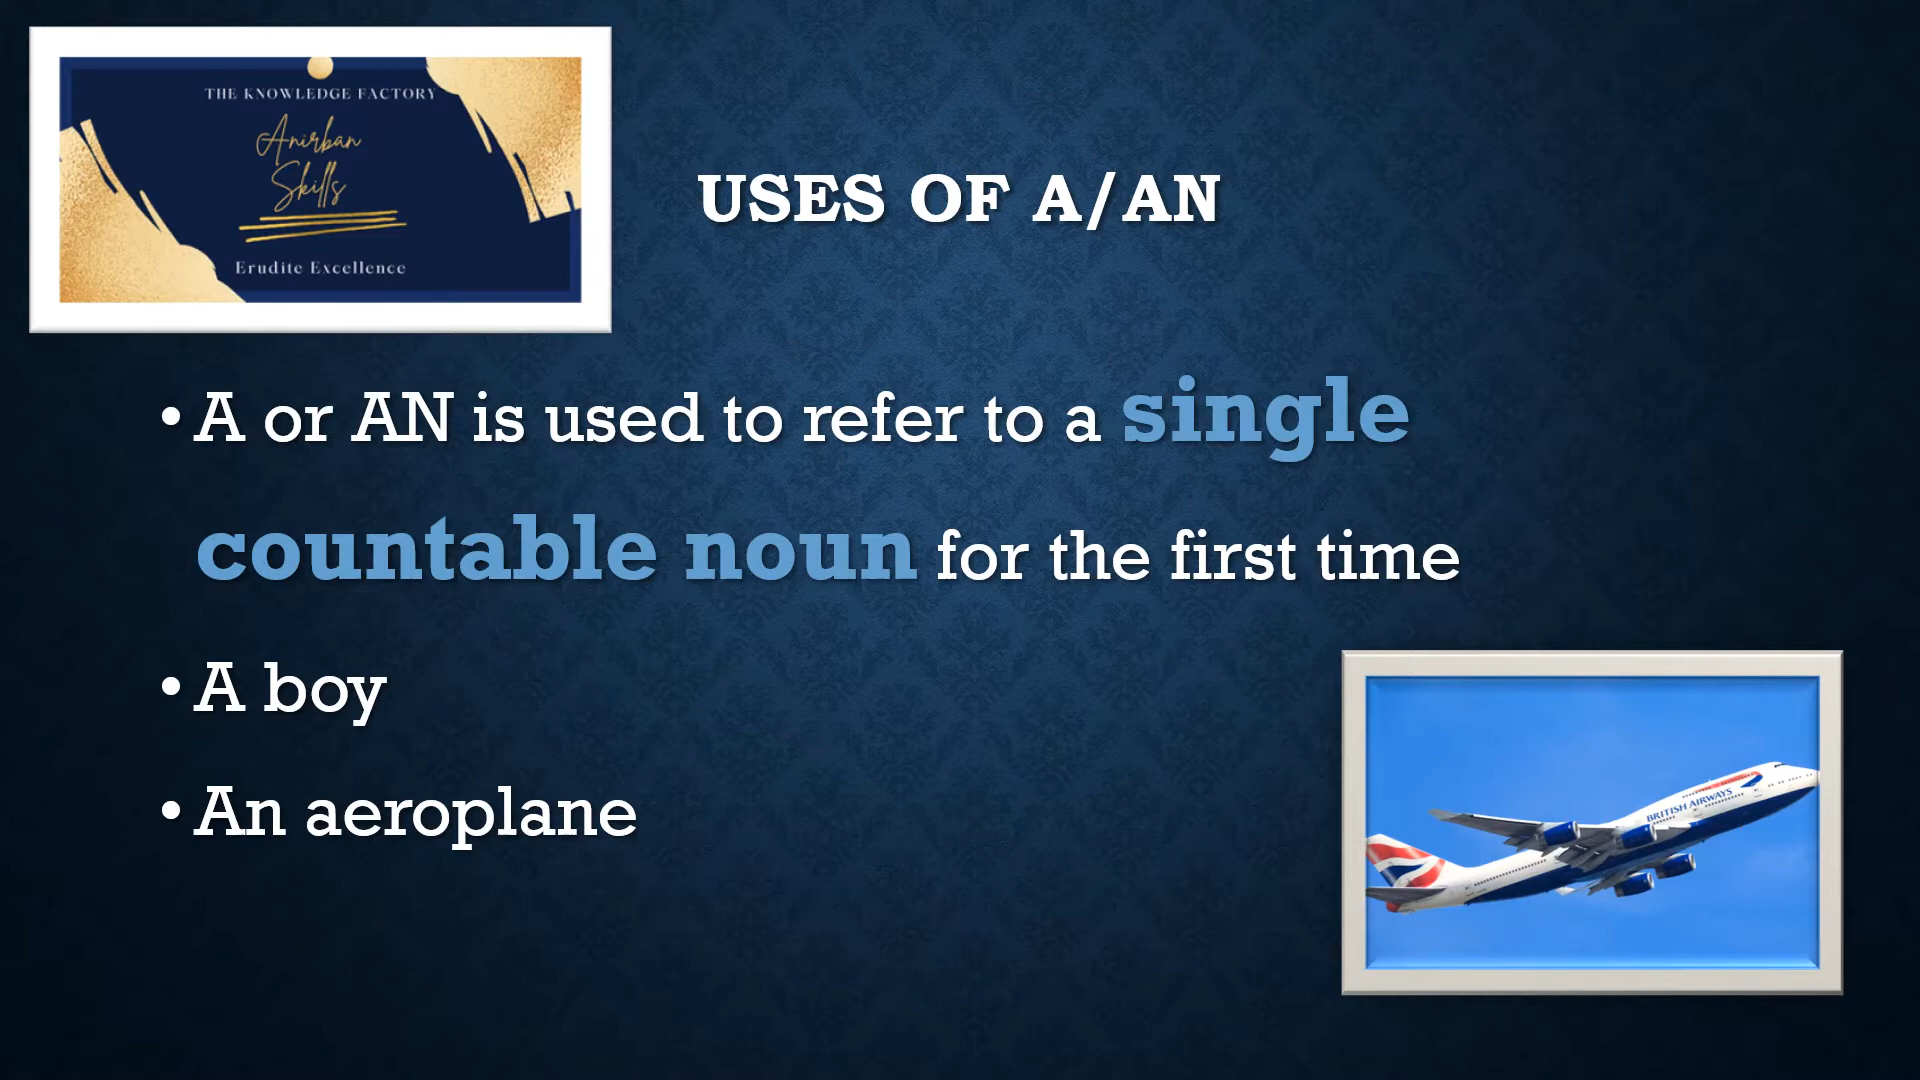 THE KNOWLEDGE FACTORY
Anirban
Skills
Erudite Excellence
USES OF A/AN
• A or AN is used to refer to a single
countable noun for the first time
• A boy
• An aeroplane
BRITISH AIRWAYS